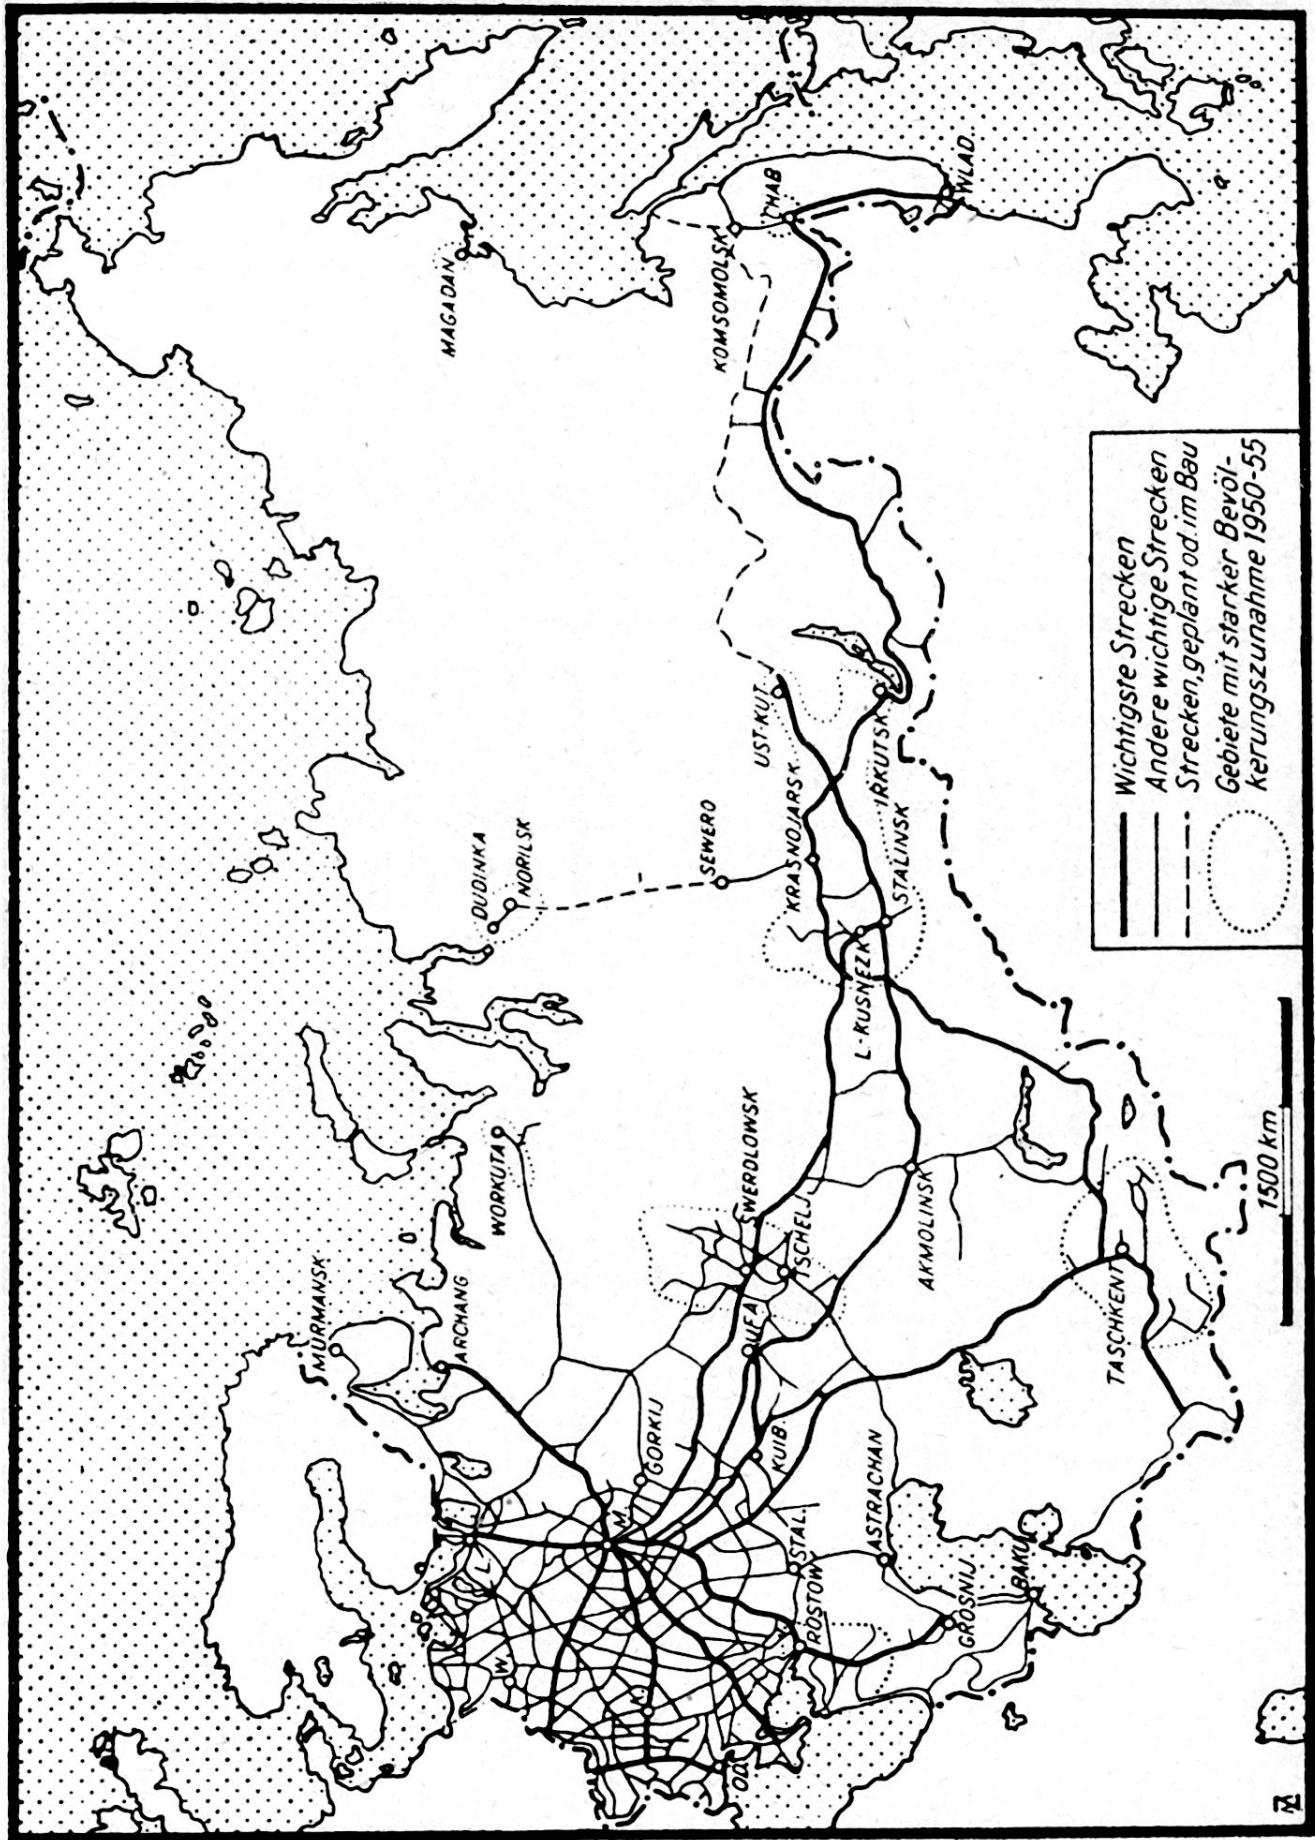 MURMANSK
ARCHANG
WORKUTA
DUDINKA
NORILSK
MAGADAN
SEWERO
UST-KUT
KOMSOMOLSK
CHAB
WLAD.
KRASNOJARSK
IRKUTSK
STALINSK
L-KUSNEZK
SWERDLOWSK
TSCHELJ.
UFA
AKMOLINSK
GORKIJ
KUIB.
M.
L.
W.
K.
OD.
STAL.
ROSTOW
ASTRACHAN
GROSNIJ
BAKU
TASCHKENT
Wichtigste Strecken
Andere wichtige Strecken
Strecken, geplant od. im Bau
Gebiete mit starker Bevöl-
kerungszunahme 1950-55
1500 km